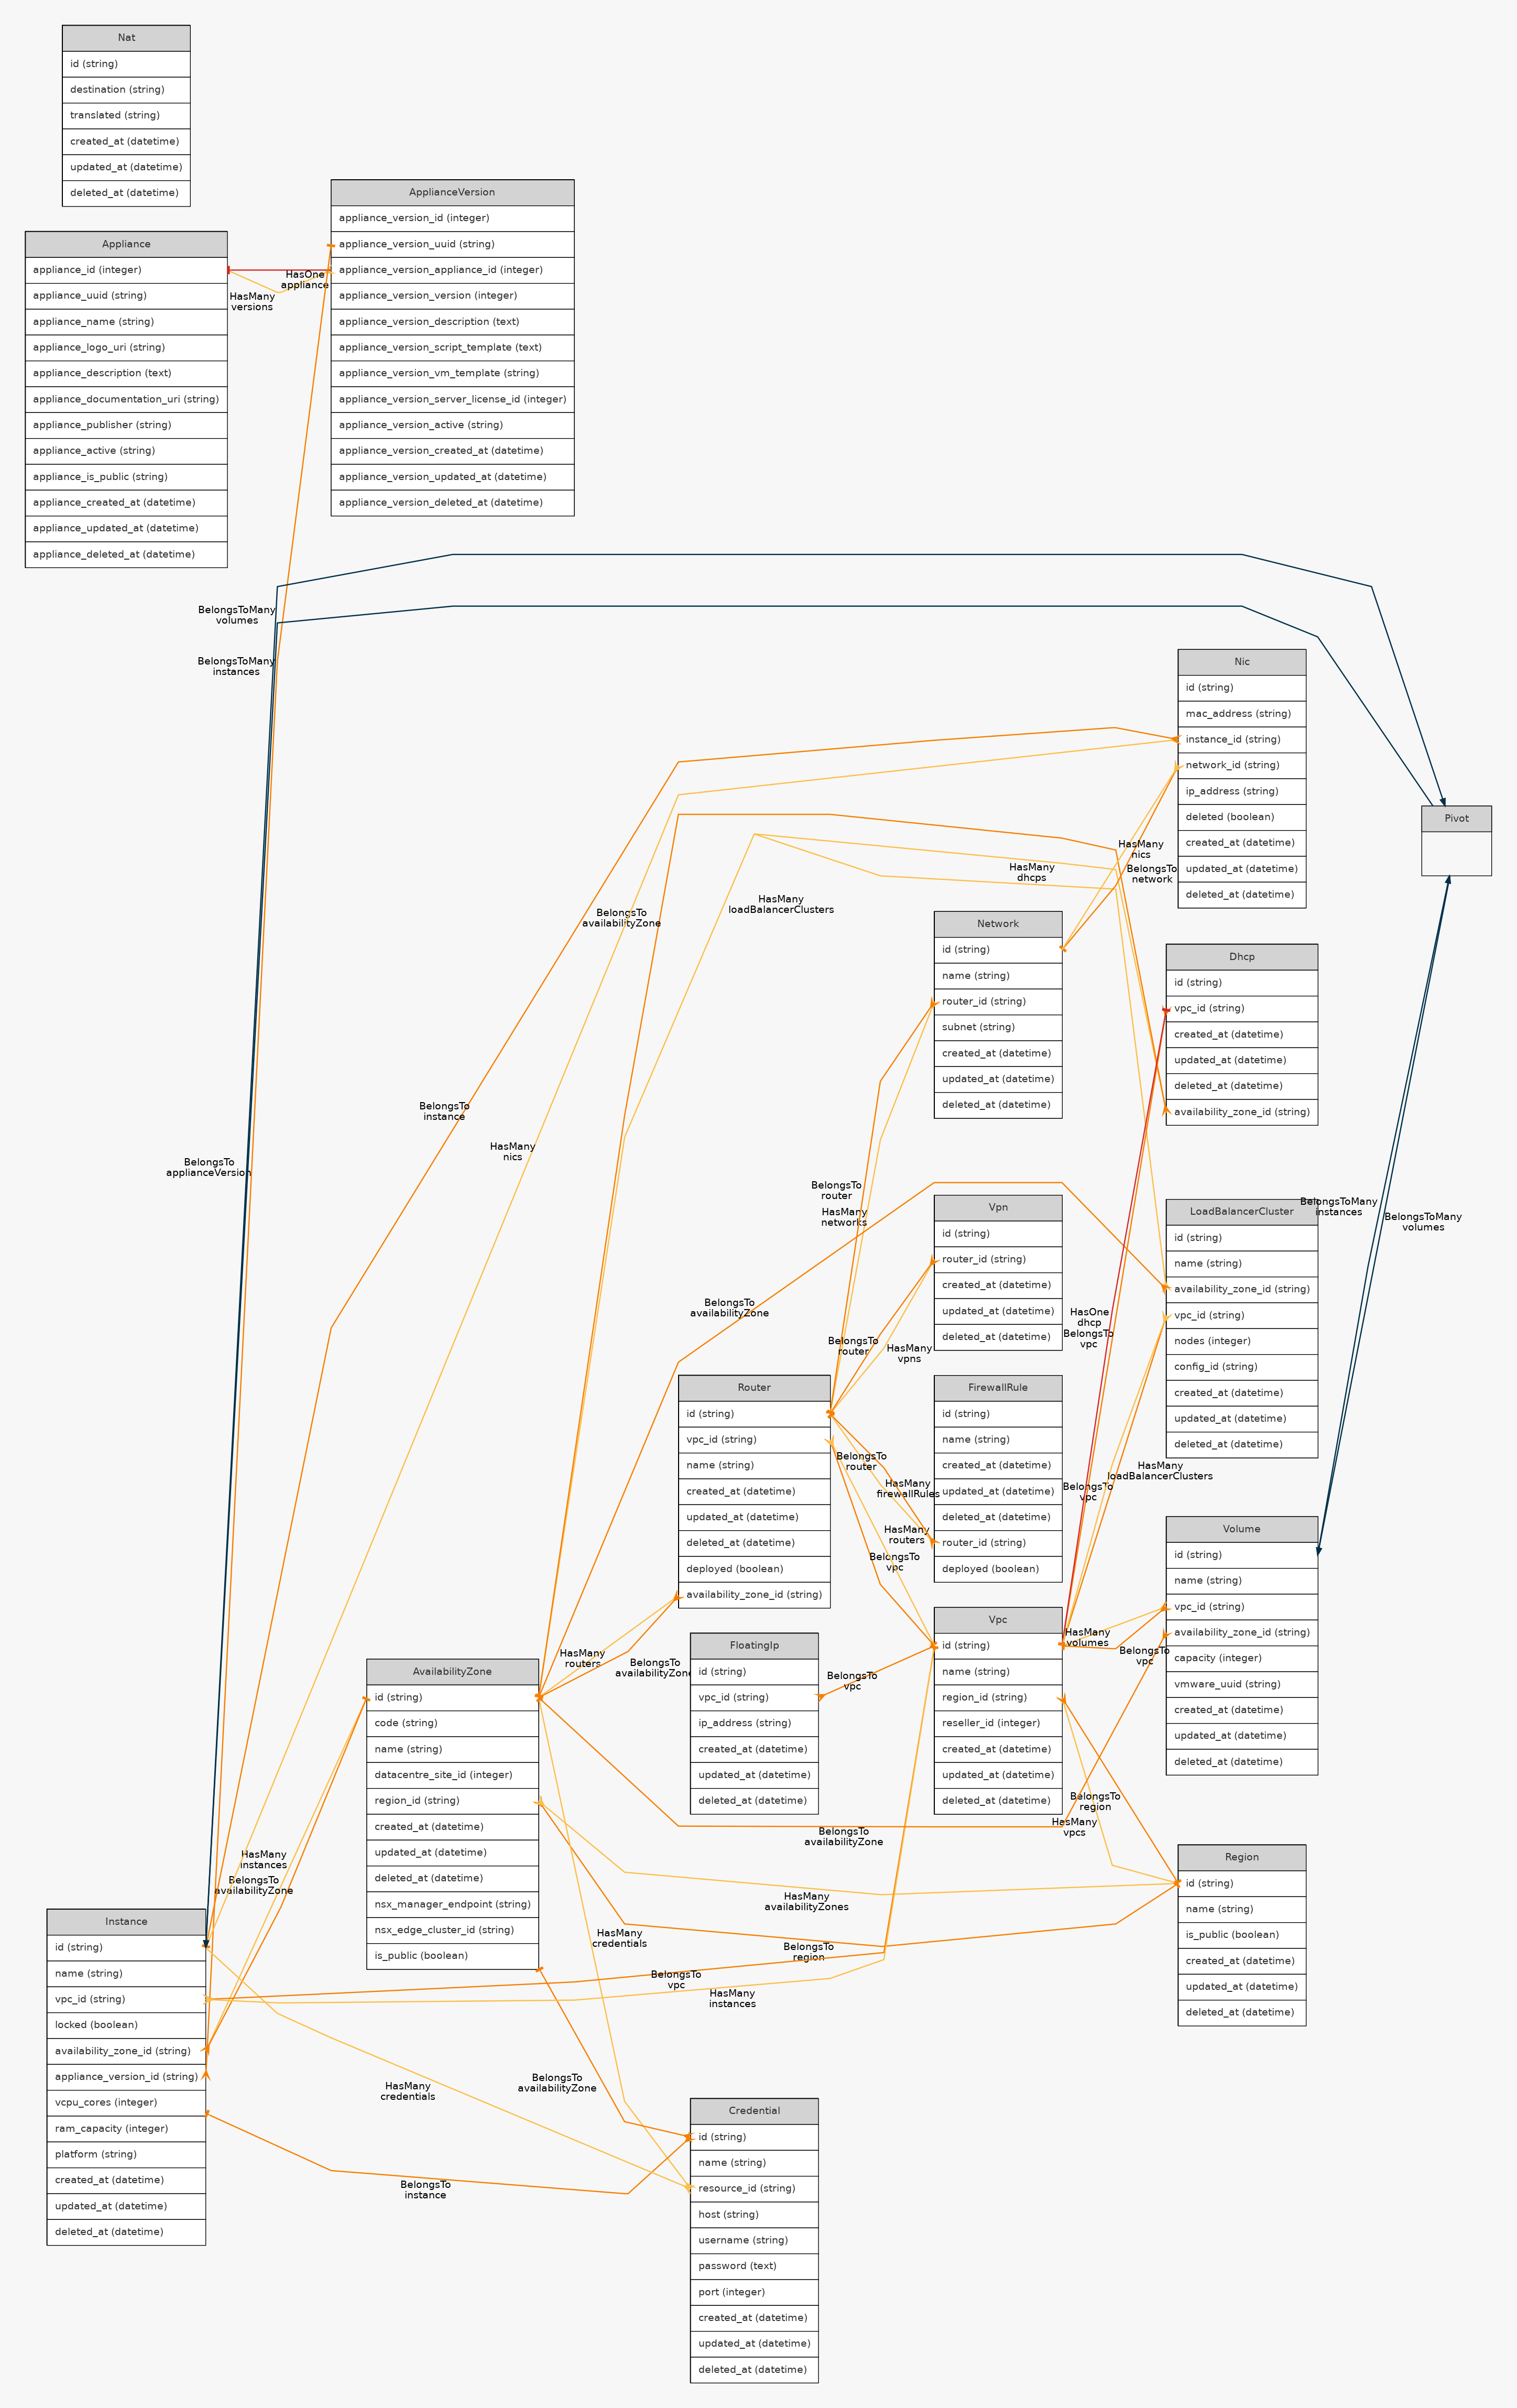 Nat
id (string)
destination (string)
translated (string)
created_at (datetime)
updated_at (datetime)
deleted_at (datetime)
Appliance
appliance_id (integer)
appliance_uuid (string)
appliance_name (string)
appliance_logo_uri (string)
appliance_description (text)
appliance_documentation_uri (string)
appliance_publisher (string)
appliance_active (string)
appliance_is_public (string)
appliance_created_at (datetime)
appliance_updated_at (datetime)
appliance_deleted_at (datetime)
ApplianceVersion
appliance_version_id (integer)
appliance_version_uuid (string)
appliance_version_appliance_id (integer)
appliance_version_version (integer)
appliance_version_description (text)
appliance_version_script_template (text)
appliance_version_vm_template (string)
appliance_version_server_license_id (integer)
appliance_version_active (string)
appliance_version_created_at (datetime)
appliance_version_updated_at (datetime)
appliance_version_deleted_at (datetime)
HasOne
appliance
HasMany
versions
BelongsToMany
volumes
BelongsToMany
instances
Nic
id (string)
mac_address (string)
instance_id (string)
network_id (string)
ip_address (string)
deleted (boolean)
created_at (datetime)
updated_at (datetime)
deleted_at (datetime)
Pivot
HasMany
nics
BelongsTo
network
HasMany
dhcps
HasMany
loadBalancerClusters
BelongsTo
availabilityZone
Network
id (string)
name (string)
router_id (string)
subnet (string)
created_at (datetime)
updated_at (datetime)
deleted_at (datetime)
Dhcp
id (string)
vpc_id (string)
created_at (datetime)
updated_at (datetime)
deleted_at (datetime)
availability_zone_id (string)
BelongsTo
instance
HasMany
nics
BelongsTo
applianceVersion
BelongsTo
router
HasMany
networks
Vpn
id (string)
router_id (string)
created_at (datetime)
updated_at (datetime)
deleted_at (datetime)
LoadBalancerCluster
id (string)
name (string)
availability_zone_id (string)
vpc_id (string)
nodes (integer)
config_id (string)
created_at (datetime)
updated_at (datetime)
deleted_at (datetime)
BelongsToMany
instances
BelongsToMany
volumes
BelongsTo
availabilityZone
BelongsTo
router
HasMany
vpns
HasOne
dhcp
BelongsTo
vpc
Router
id (string)
vpc_id (string)
name (string)
created_at (datetime)
updated_at (datetime)
deleted_at (datetime)
deployed (boolean)
availability_zone_id (string)
FirewallRule
id (string)
name (string)
created_at (datetime)
updated_at (datetime)
deleted_at (datetime)
router_id (string)
deployed (boolean)
BelongsTo
router
HasMany
firewallRules
HasMany
routers
BelongsTo
vpc
HasMany
loadBalancerClusters
BelongsTo
vpc
Volume
id (string)
name (string)
vpc_id (string)
availability_zone_id (string)
capacity (integer)
vmware_uuid (string)
created_at (datetime)
updated_at (datetime)
deleted_at (datetime)
Vpc
id (string)
name (string)
region_id (string)
reseller_id (integer)
created_at (datetime)
updated_at (datetime)
deleted_at (datetime)
HasMany
volumes
BelongsTo
vpc
FloatingIp
id (string)
vpc_id (string)
ip_address (string)
created_at (datetime)
updated_at (datetime)
deleted_at (datetime)
BelongsTo
vpc
HasMany
routers
BelongsTo
availabilityZone
AvailabilityZone
id (string)
code (string)
name (string)
datacentre_site_id (integer)
region_id (string)
created_at (datetime)
updated_at (datetime)
deleted_at (datetime)
nsx_manager_endpoint (string)
nsx_edge_cluster_id (string)
is_public (boolean)
BelongsTo
region
HasMany
vpcs
BelongsTo
availabilityZone
Region
id (string)
name (string)
is_public (boolean)
created_at (datetime)
updated_at (datetime)
deleted_at (datetime)
HasMany
availabilityZones
HasMany
credentials
BelongsTo
region
BelongsTo
vpc
HasMany
instances
HasMany
instances
BelongsTo
availabilityZone
Instance
id (string)
name (string)
vpc_id (string)
locked (boolean)
availability_zone_id (string)
appliance_version_id (string)
vcpu_cores (integer)
ram_capacity (integer)
platform (string)
created_at (datetime)
updated_at (datetime)
deleted_at (datetime)
BelongsTo
availabilityZone
HasMany
credentials
BelongsTo
instance
Credential
id (string)
name (string)
resource_id (string)
host (string)
username (string)
password (text)
port (integer)
created_at (datetime)
updated_at (datetime)
deleted_at (datetime)